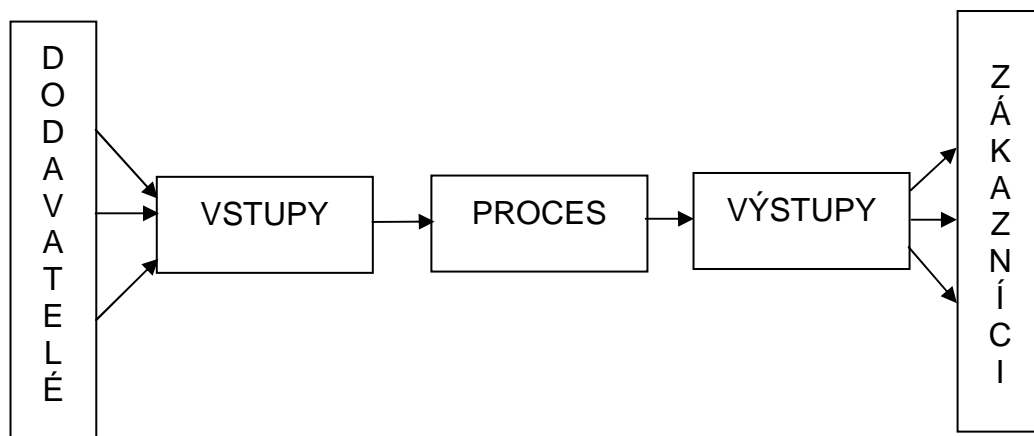 DODAVATELÉ
VSTUPY
PROCES
VÝSTUPY
ZÁKAZNÍCI